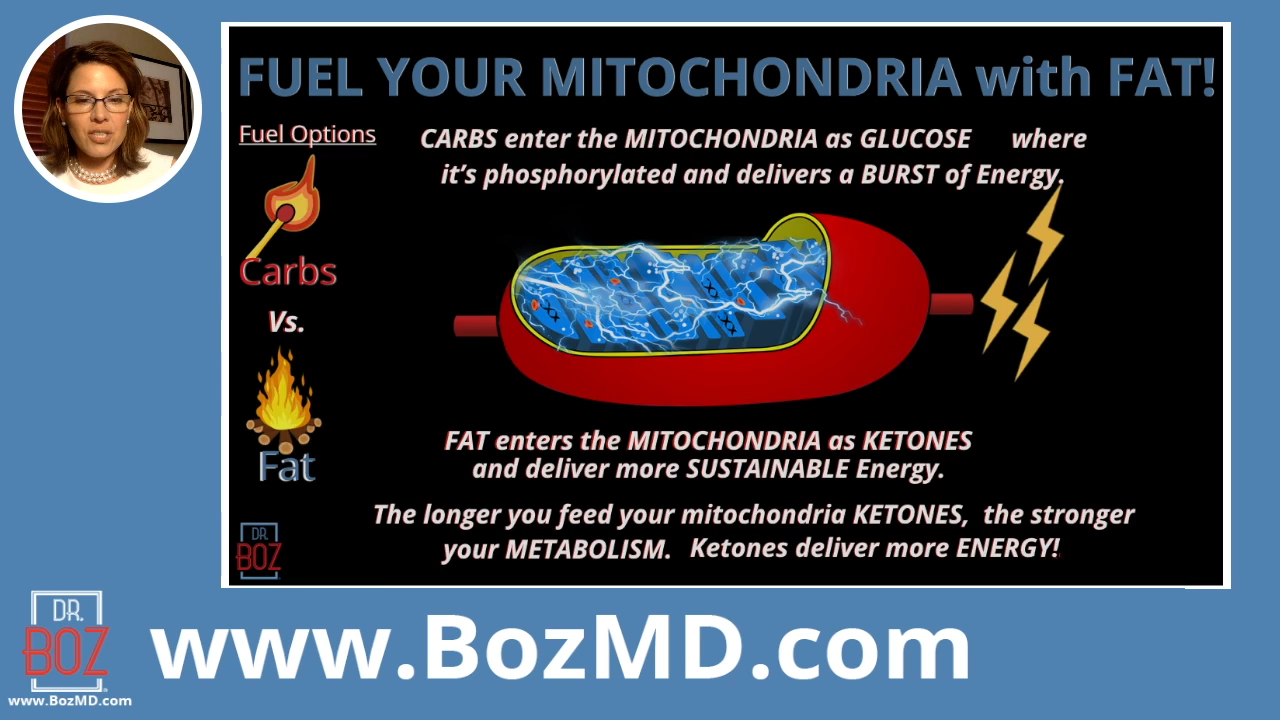 FUEL YOUR MITOCHONDRIA with FAT!
Fuel Options
CARBS enter the MITOCHONDRIA as GLUCOSE where
it's phosphorylated and delivers a BURST of Energy.
Carbs
Vs.
Fat
FAT enters the MITOCHONDRIA as KETONES
and deliver more SUSTAINABLE Energy.
The longer you feed your mitochondria KETONES, the stronger
your METABOLISM. Ketones deliver more ENERGY!
DR.
BOZ
DR.
BOZ
www.BozMD.com
www.BozMD.com